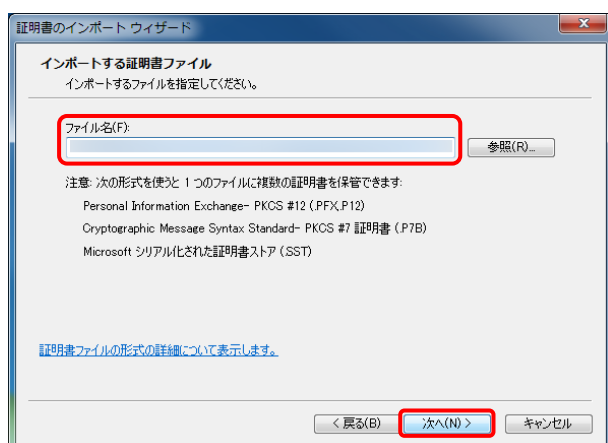 証明書のインポート ウィザード
インポートする証明書ファイル
インポートするファイルを指定してください。
ファイル名(F):
参照(R)...
注意: 次の形式を使うと 1 つのファイルに複数の証明書を保管できます:
Personal Information Exchange- PKCS #12 (.PFX,.P12)
Cryptographic Message Syntax Standard- PKCS #7 証明書 (.P7B)
Microsoft シリアル化された証明書ストア (.SST)
証明書ファイルの形式の詳細について表示します。
< 戻る(B)
次へ(N) >
キャンセル